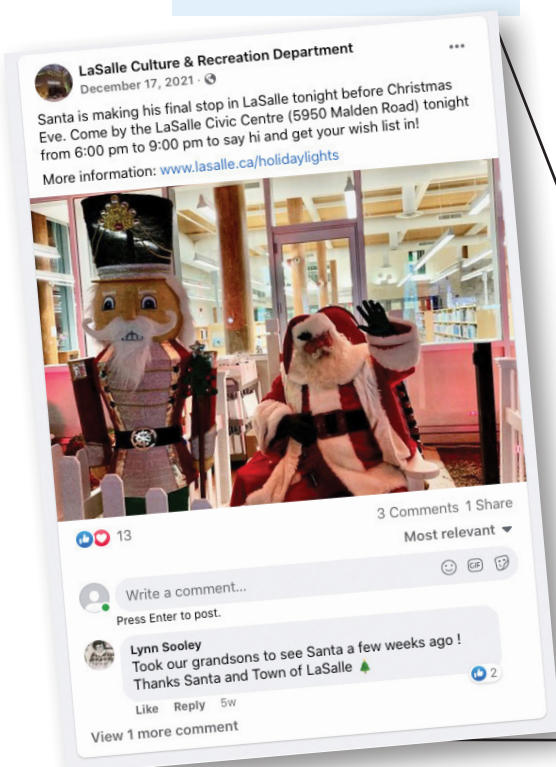 LaSalle Culture & Recreation Department
December 17, 2021 ·
Santa is making his final stop in LaSalle tonight before Christmas
Eve. Come by the LaSalle Civic Centre (5950 Malden Road) tonight
from 6:00 pm to 9:00 pm to say hi and get your wish list in!
More information: www.lasalle.ca/holidaylights
13
3 Comments 1 Share
Most relevant
Write a comment...
GIF
Press Enter to post.
Lynn Sooley
Took our grandsons to see Santa a few weeks ago !
Thanks Santa and Town of LaSalle 🌲
2
Like Reply 5w
View 1 more comment